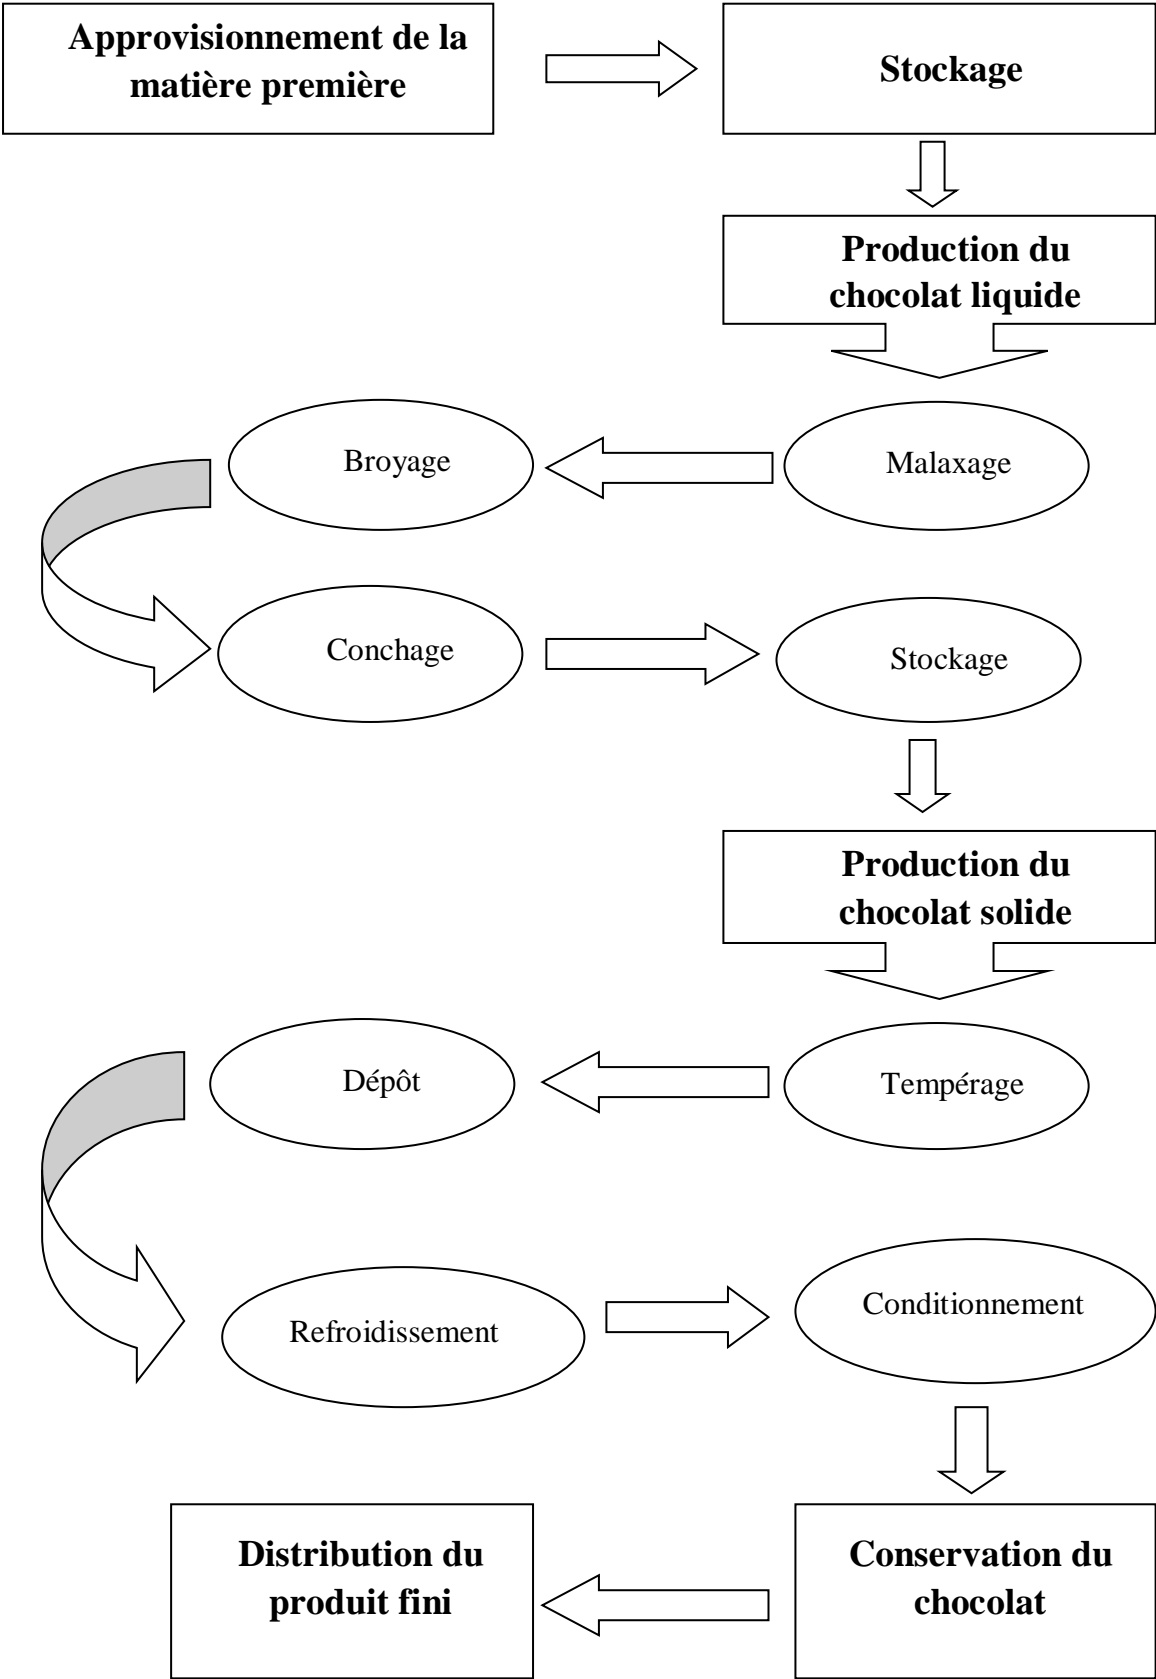 Approvisionnement de la
matière première
Stockage
Production du
chocolat liquide
Malaxage
Broyage
Conchage
Stockage
Production du
chocolat solide
Tempérage
Dépôt
Refroidissement
Conditionnement
Conservation du
chocolat
Distribution du
produit fini